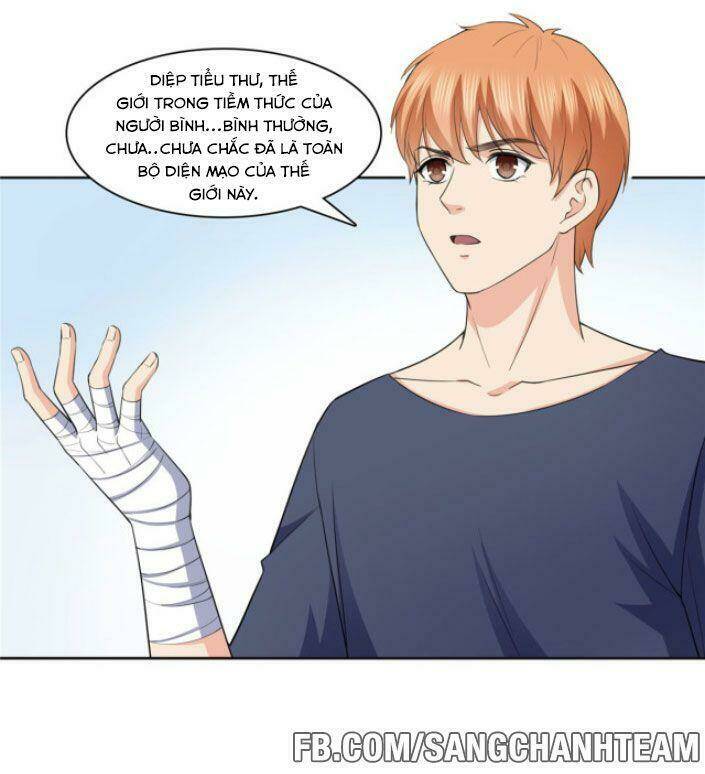 DIỆP TIỂU THƯ, THẾ
GIỚI TRONG TIỀM THỨC CỦA
NGƯỜI BÌNH...BÌNH THƯỜNG,
CHƯA..CHƯA CHẮC ĐÃ LÀ TOÀN
BỘ DIỆN MẠO CỦA THẾ
GIỚI NÀY.
FB.COM/SANGCHANHTEAM